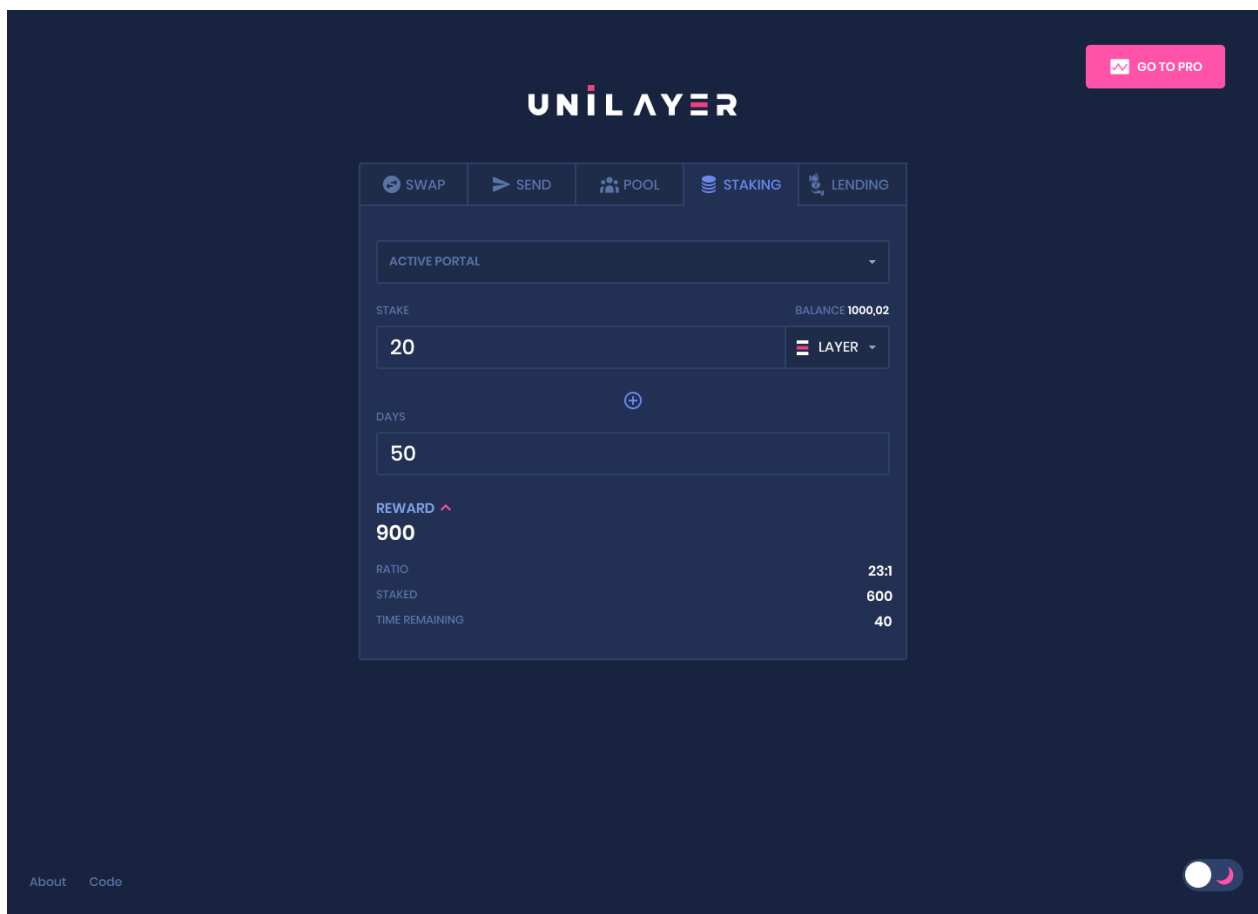 GO TO PRO
UNILAYER
SWAP SEND POOL STAKING LENDING
ACTIVE PORTAL
STAKE BALANCE 1000,02
20 LAYER
DAYS
50
REWARD
900
RATIO 23:1
STAKED 600
TIME REMAINING 40
About Code